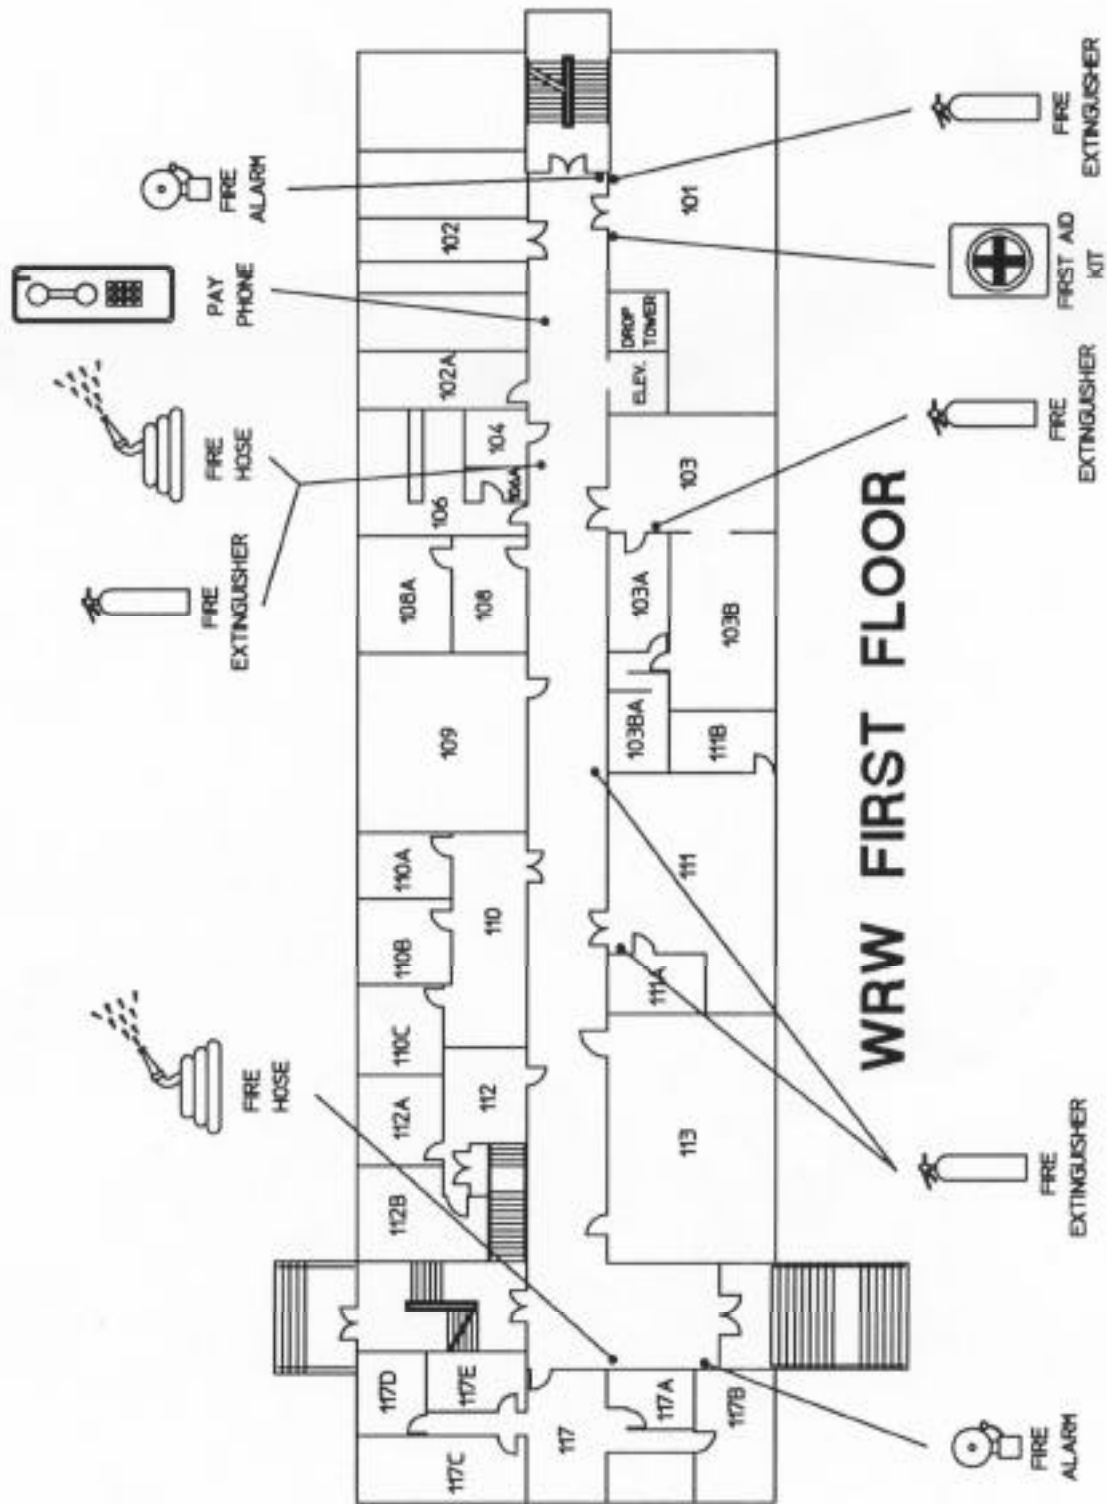 FIRE
HOSE
FIRE
EXTINGUISHER
FIRE
HOSE
PAY
PHONE
FIRE
ALARM
117C
117D
117E
112B
112A
112
110C
110B
110A
110
109
108A
108
106
106A
104
102A
102
117
117A
117B
113
111A
111
111B
103BA
103B
103A
103
ELEV.
DROP
TOWER
101
WRW FIRST FLOOR
FIRE
ALARM
FIRE
EXTINGUISHER
FIRE
EXTINGUISHER
FIRST AID
KIT
FIRE
EXTINGUISHER